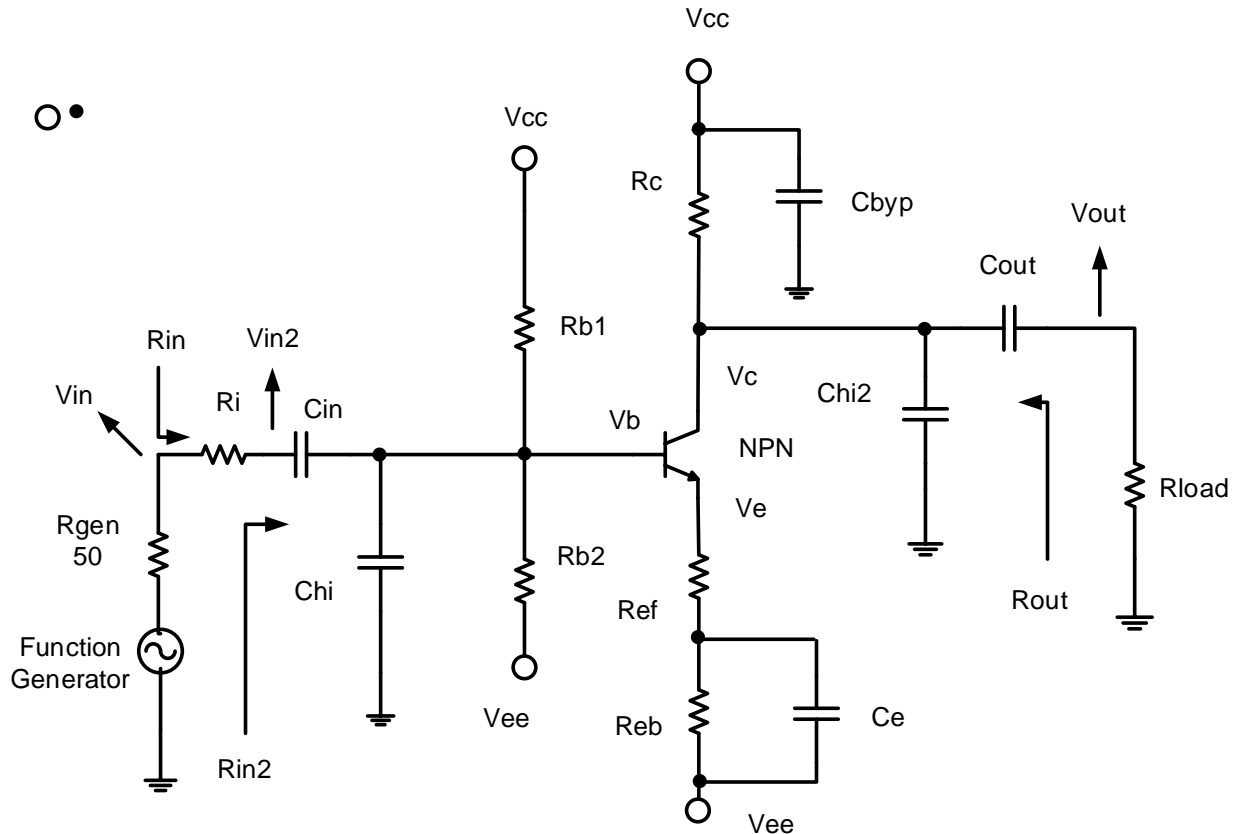 Vcc
Vcc
Rc
Cbyp
Vout
Cout
Rb1
Rin
Vin2
Vin
Ri
Cin
Vc
Chi2
Vb
NPN
Ve
Rload
Rgen
50
Rb2
Chi
Ref
Rout
Function
Generator
Vee
Reb
Ce
Rin2
Vee